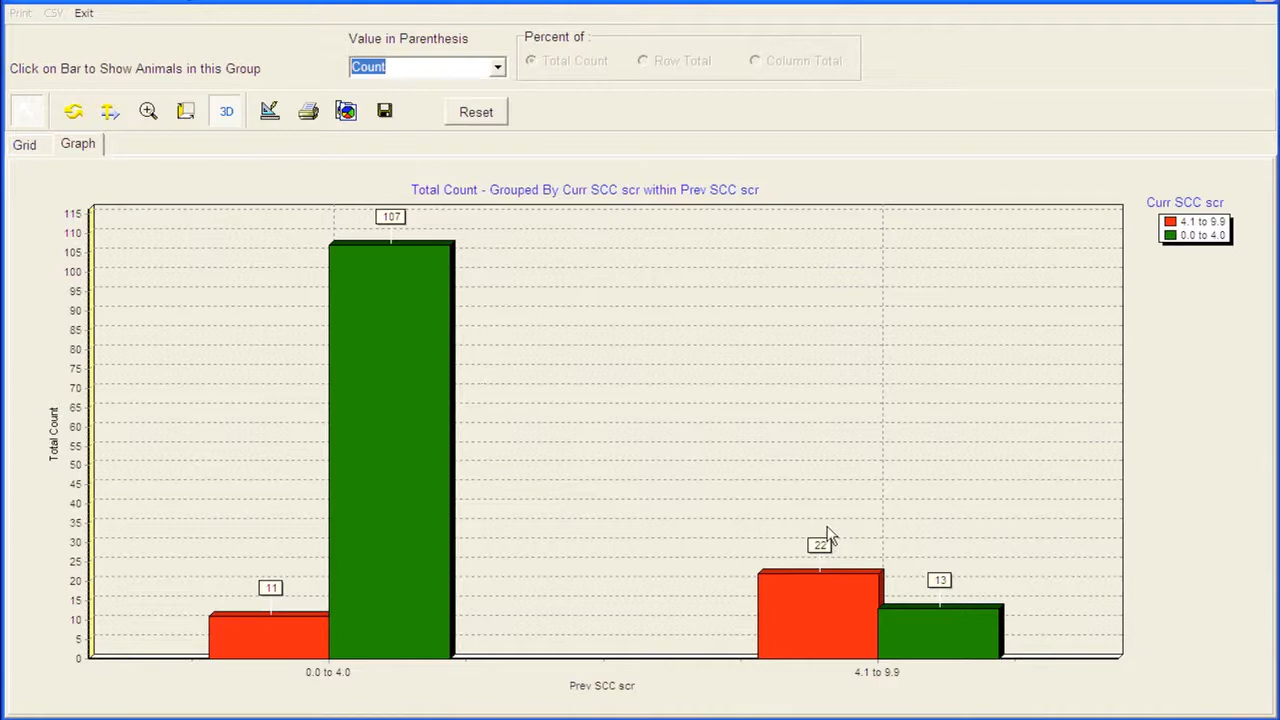 Print CSV Exit
Value in Parenthesis
Percent of :
Click on Bar to Show Animals in this Group
Count
Total Count Row Total Column Total
3D Reset
Grid Graph
Total Count - Grouped By Curr SCC scr within Prev SCC scr
Curr SCC scr
4.1 to 9.9
0.0 to 4.0
115
110
105
100
95
90
85
80
75
70
65
60
55
50
45
40
35
30
25
20
15
10
5
0
Total Count
107
11
22
13
0.0 to 4.0 4.1 to 9.9
Prev SCC scr